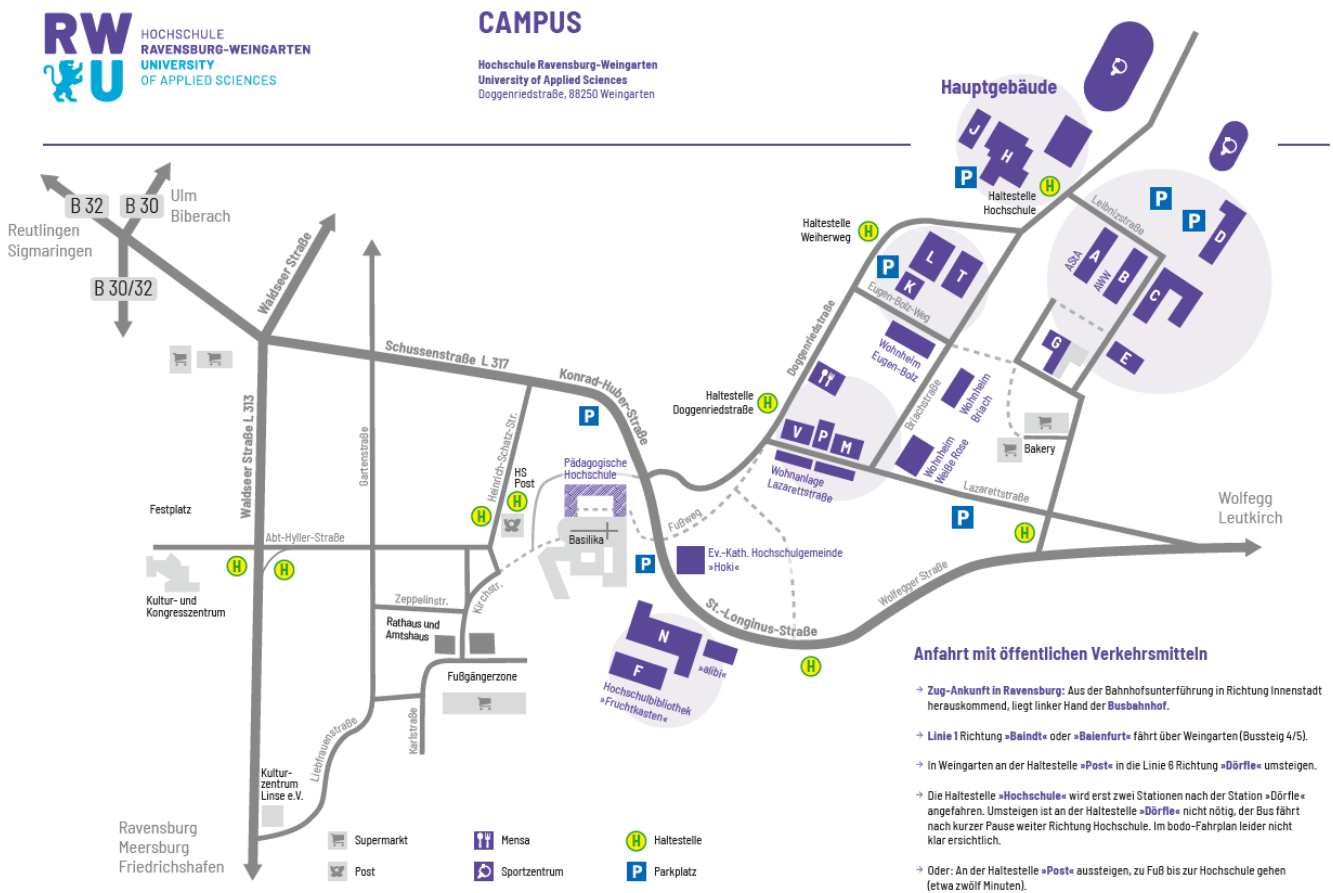 RW
U
HOCHSCHULE
RAVENSBURG-WEINGARTEN
UNIVERSITY
OF APPLIED SCIENCES
CAMPUS
Hochschule Ravensburg-Weingarten
University of Applied Sciences
Doggenriedstraße, 88250 Weingarten
Hauptgebäude
J
H
P
H
Haltestelle
Hochschule
Leibnizstraße
P
P
D
A
B
C
AStA
AWW
G
E
B 32
B 30
Ulm
Biberach
Reutlingen
Sigmaringen
B 30/32
Waldseer Straße
Haltestelle
Weiherweg
H
P
L
T
K
Eugen-Bolz-Weg
Wohnheim
Eugen-Bolz
Doggenriedstraße
Schussenstraße L 317
Konrad-Huber-Straße
P
Haltestelle
Doggenriedstraße
H
V
P
M
Wohnanlage
Lazarettstraße
Briachstraße
Wohnheim
Briach
Wohnheim
Weiße Rose
Bakery
Lazarettstraße
P
H
Wolfegg
Leutkirch
Waldseer Straße L 313
Gartenstraße
Heinrich-Schatz-Str.
HS
Post
H
H
Pädagogische
Hochschule
Basilika
Fußweg
P
Ev.-Kath. Hochschulgemeinde
»Hoki«
Festplatz
Abt-Hyller-Straße
H
H
Kultur- und
Kongresszentrum
Zeppelinstr.
Kirchstr.
Rathaus und
Amtshaus
Fußgängerzone
St.-Longinus-Straße
Wolfegger Straße
H
N
F
»alibi«
Hochschulbibliothek
»Fruchtkasten«
Karlstraße
Liebfrauenstraße
Kultur-
zentrum
Linse e.V.
Ravensburg
Meersburg
Friedrichshafen
Supermarkt
Post
Mensa
Sportzentrum
H Haltestelle
P Parkplatz
Anfahrt mit öffentlichen Verkehrsmitteln
→ Zug-Ankunft in Ravensburg: Aus der Bahnhofsunterführung in Richtung Innenstadt
herauskommend, liegt linker Hand der Busbahnhof.
→ Linie 1 Richtung »Baindt« oder »Baienfurt« fährt über Weingarten (Bussteig 4/5).
→ In Weingarten an der Haltestelle »Post« in die Linie 6 Richtung »Dörfle« umsteigen.
→ Die Haltestelle »Hochschule« wird erst zwei Stationen nach der Station »Dörfle«
angefahren. Umsteigen ist an der Haltestelle »Dörfle« nicht nötig, der Bus fährt
nach kurzer Pause weiter Richtung Hochschule. Im bodo-Fahrplan leider nicht
klar ersichtlich.
→ Oder: An der Haltestelle »Post« aussteigen, zu Fuß bis zur Hochschule gehen
(etwa zwölf Minuten).